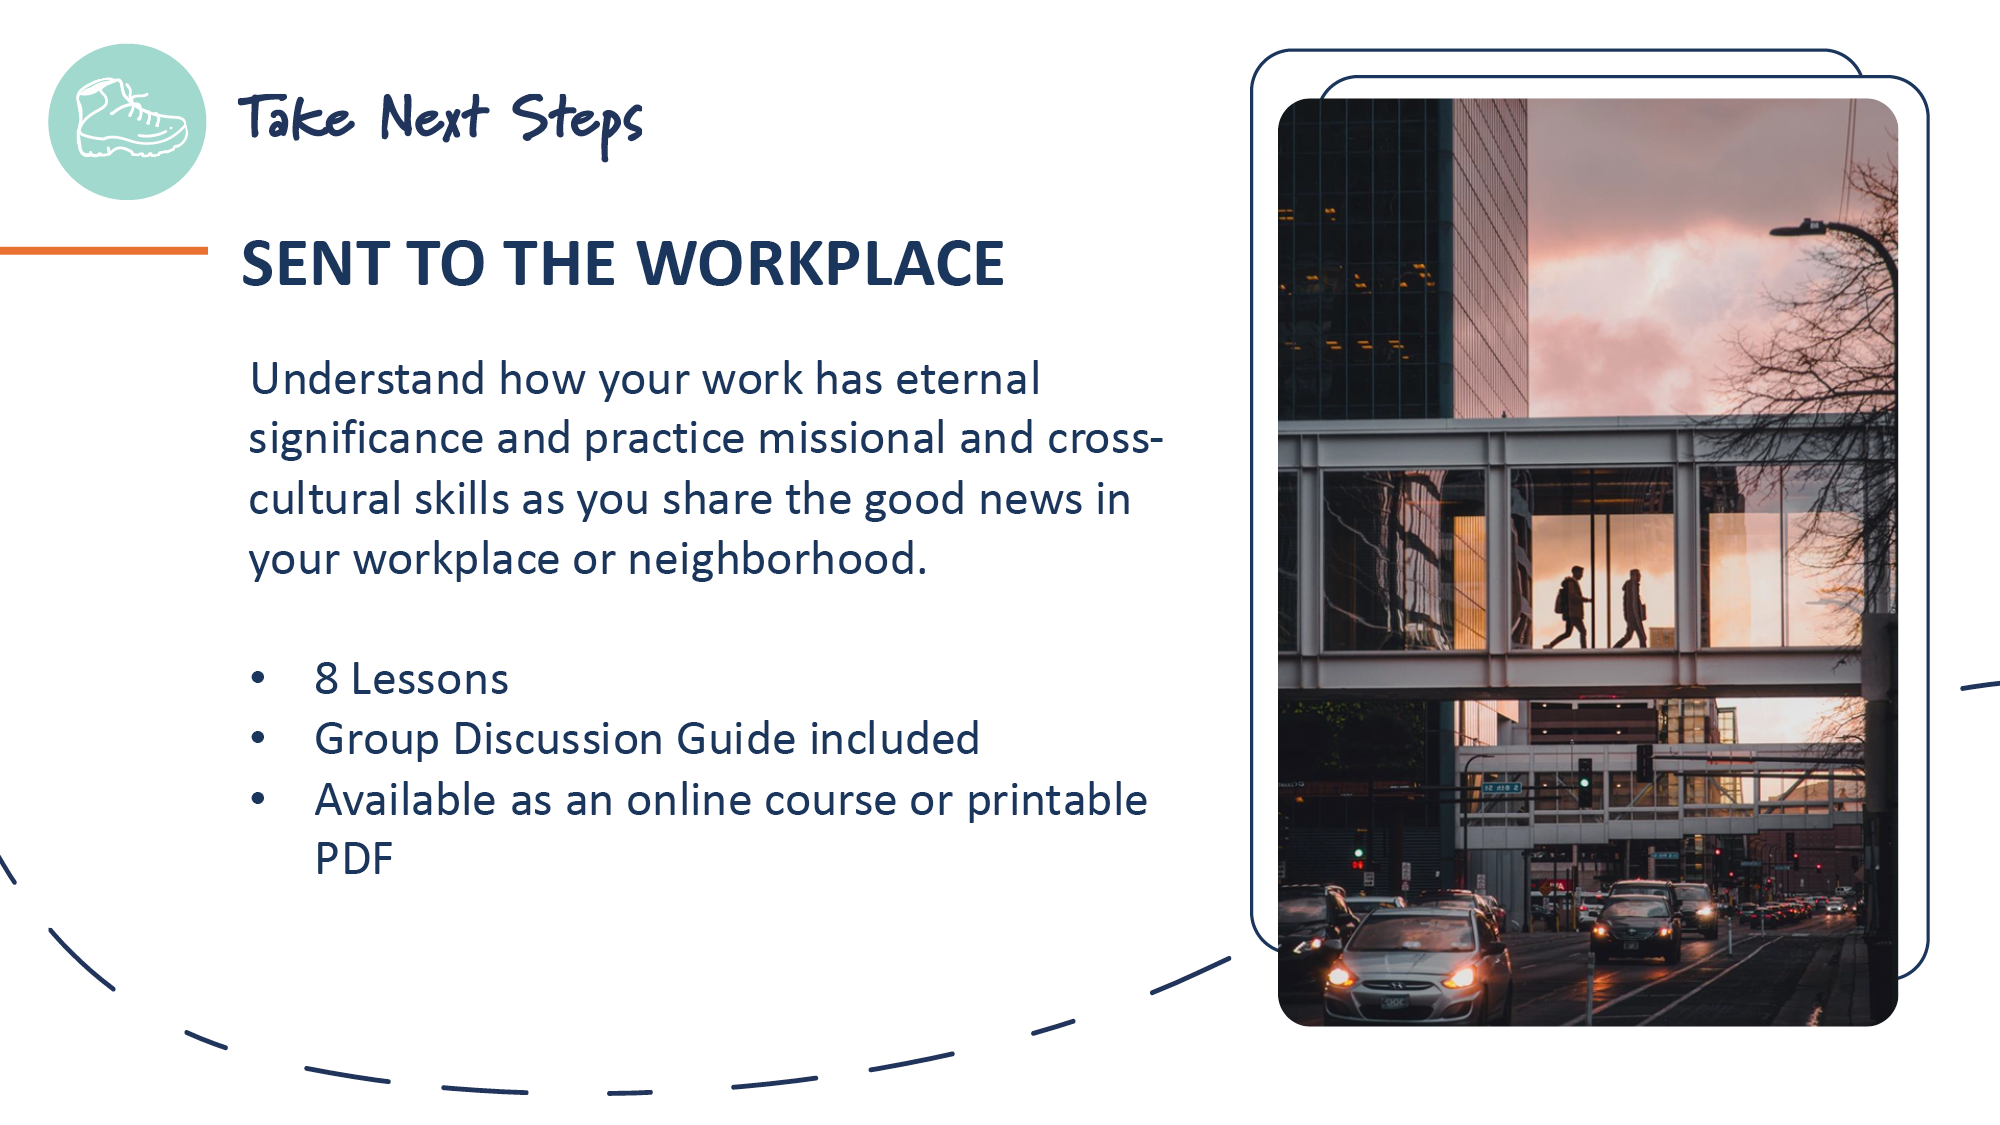 Take Next Steps
SENT TO THE WORKPLACE
Understand how your work has eternal
significance and practice missional and cross-
cultural skills as you share the good news in
your workplace or neighborhood.
• 8 Lessons
• Group Discussion Guide included
• Available as an online course or printable
PDF